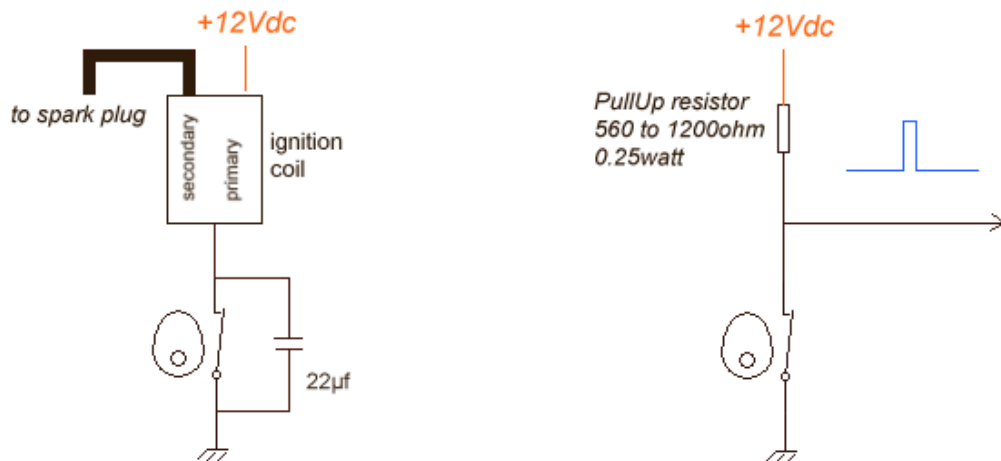 +12Vdc
to spark plug
secondary
primary
ignition
coil
22µf
+12Vdc
PullUp resistor
560 to 1200ohm
0.25watt